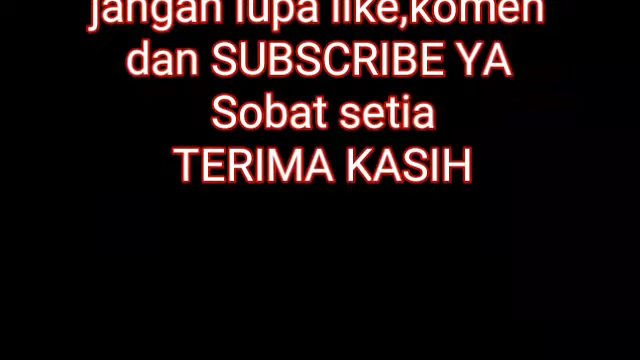 jangan lupa like,komen
dan SUBSCRIBE YA
Sobat setia
TERIMA KASIH